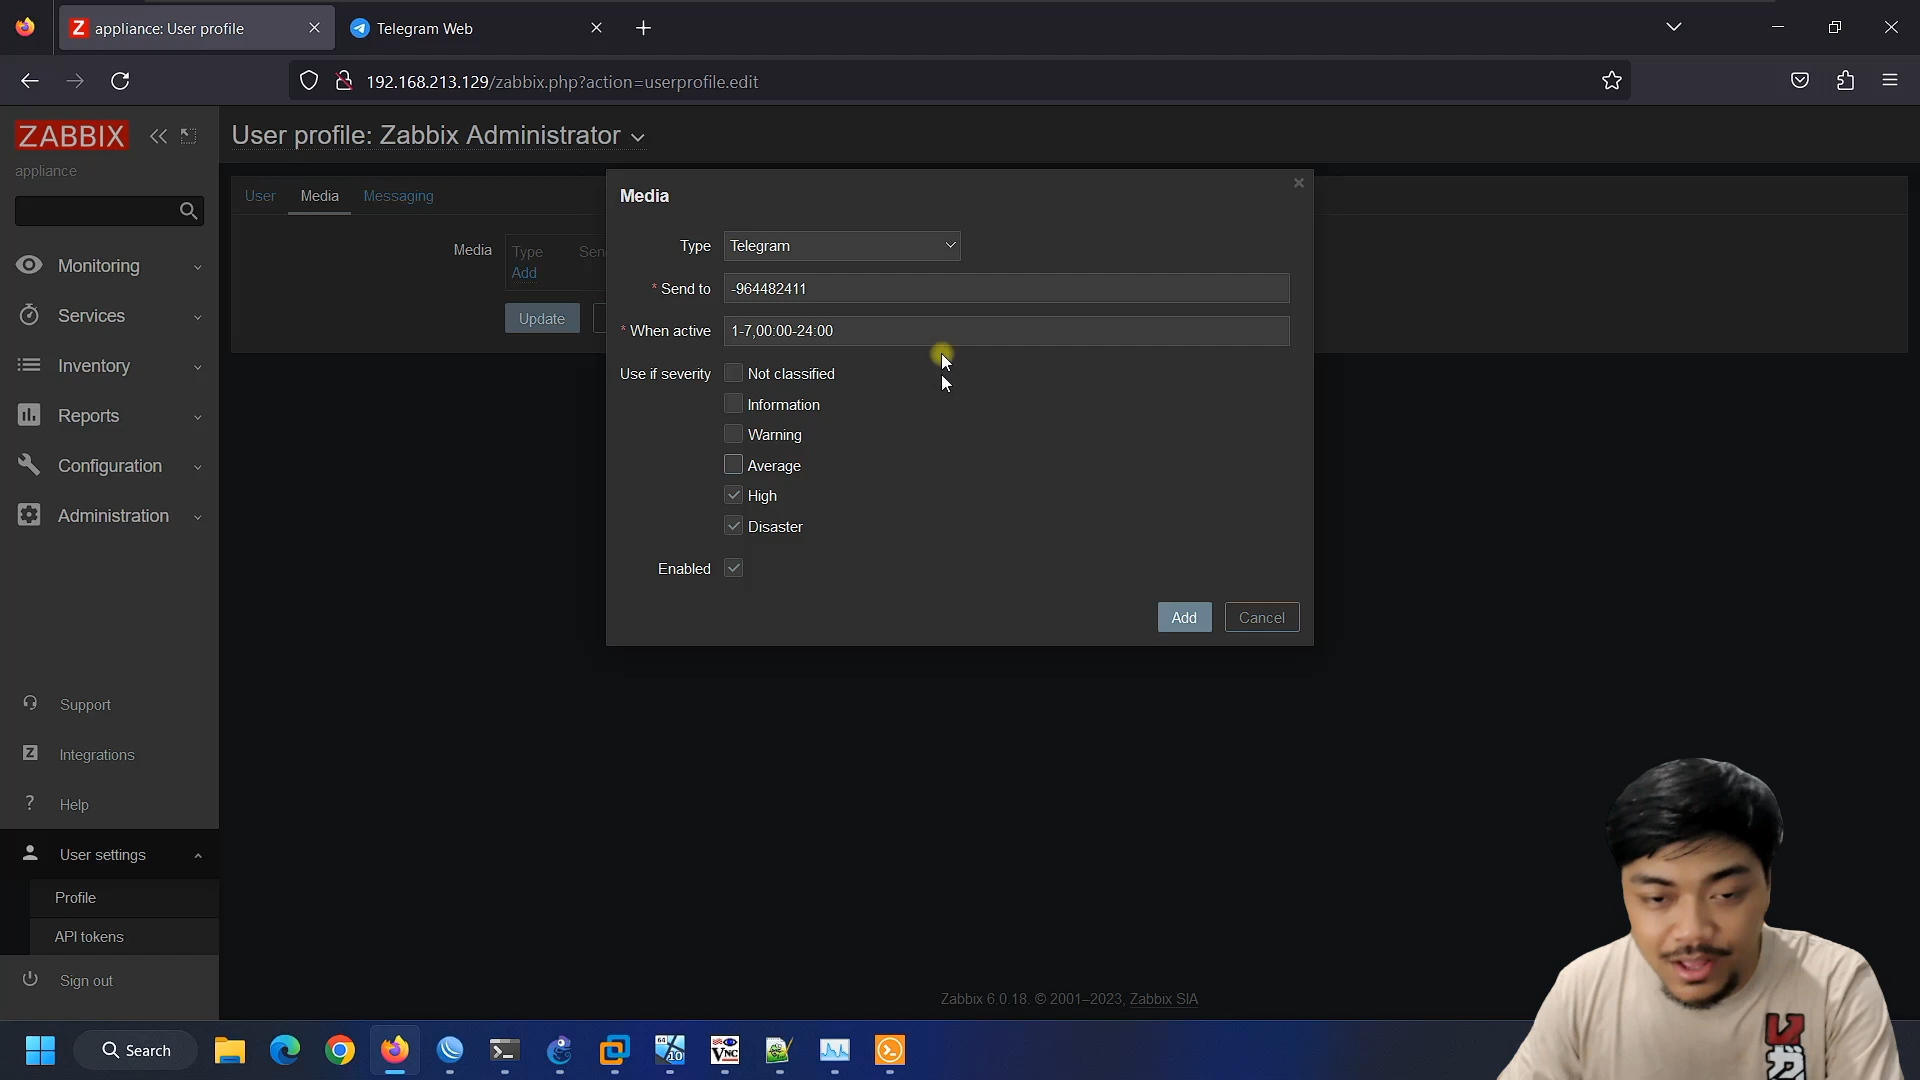 appliance: User profile
Telegram Web
192.168.213.129/zabbix.php?action=userprofile.edit
ZABBIX
appliance
Monitoring
Services
Inventory
Reports
Configuration
Administration
Support
Integrations
Help
User settings
Profile
API tokens
Sign out
User profile: Zabbix Administrator
User Media Messaging
Media
Type Sen
Add
Update
Media
Type Telegram
* Send to -964482411
* When active 1-7,00:00-24:00
Use if severity Not classified
Information
Warning
Average
High
Disaster
Enabled
Add Cancel
Zabbix 6.0.18. © 2001–2023, Zabbix SIA
Search